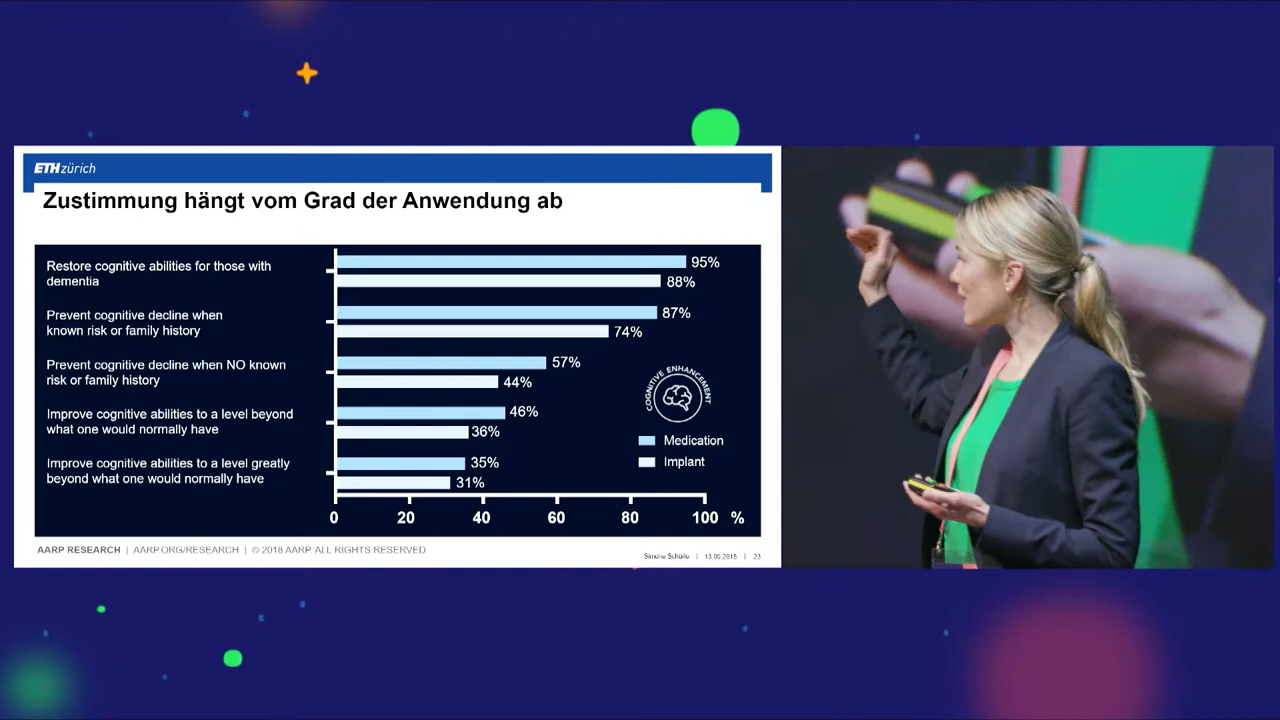 ETH zürich
Zustimmung hängt vom Grad der Anwendung ab
Restore cognitive abilities for those with
dementia
95%
88%
Prevent cognitive decline when
known risk or family history
87%
74%
Prevent cognitive decline when NO known
risk or family history
57%
44%
Improve cognitive abilities to a level beyond
what one would normally have
46%
36%
Improve cognitive abilities to a level greatly
beyond what one would normally have
35%
31%
COGNITIVE ENHANCEMENT
Medication
Implant
0 20 40 60 80 100 %
AARP RESEARCH | AARP.ORG/RESEARCH | © 2018 AARP ALL RIGHTS RESERVED
Simone Schürle | 13.09.2018 | 23